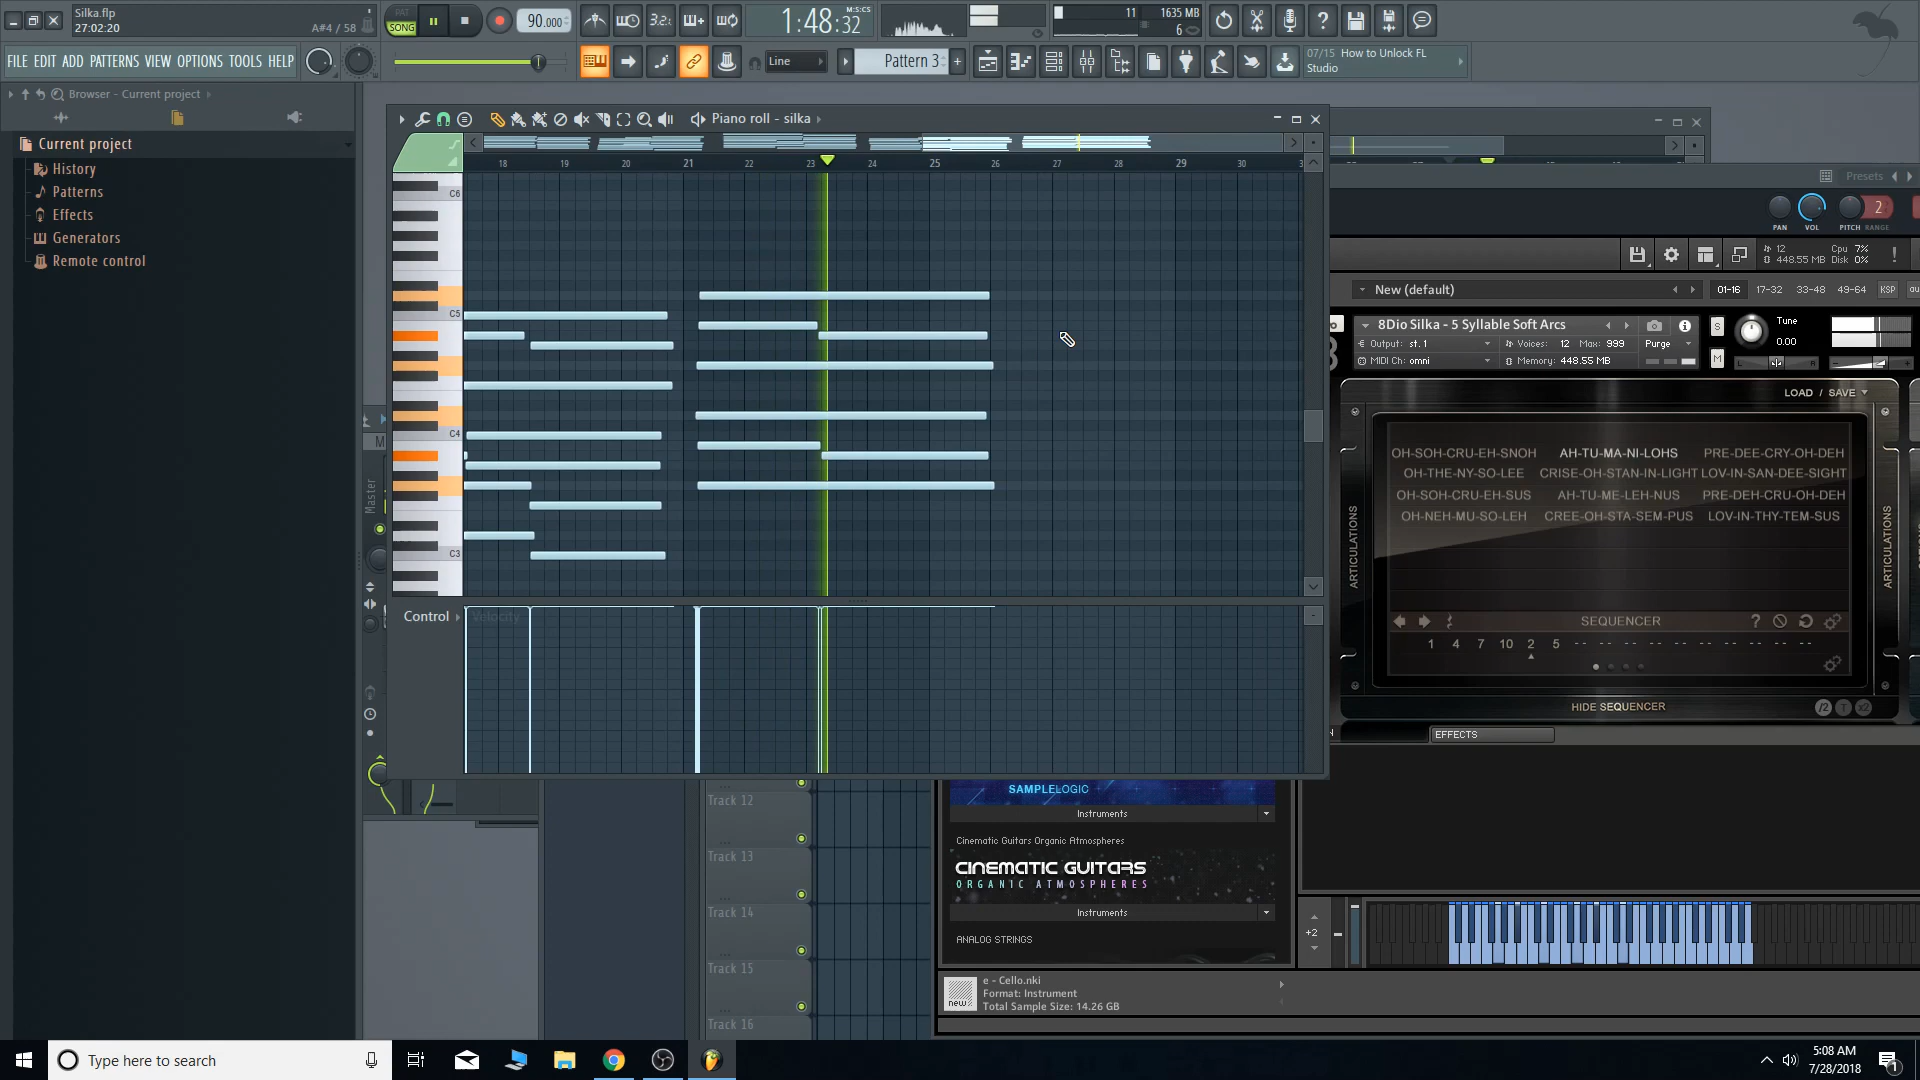 Silka.flp
27:02:20
A#4 / 58
PAT
SONG
90.000
3.2.
1:48:32
M:S:CS
11
1635 MB
6
FILE EDIT ADD PATTERNS VIEW OPTIONS TOOLS HELP
Line
Pattern 3
07/15 How to Unlock FL
Studio
Browser - Current project
Current project
History
Patterns
Effects
Generators
Remote control
Piano roll - silka
18 19 20 21 22 23 24 25 26 27 28 29 30
C6
C5
C4
C3
Control
Velocity
Master
Presets
PAN VOL PITCH RANGE
2
12
448.55 MB
Cpu 7%
Disk 0%
New (default)
01-16 17-32 33-48 49-64 KSP
8Dio Silka - 5 Syllable Soft Arcs
Output: st. 1
Voices: 12 Max: 999
Purge
MIDI Ch: omni
Memory: 448.55 MB
S
M
Tune
0.00
L
R
LOAD / SAVE
OH-SOH-CRU-EH-SNOH AH-TU-MA-NI-LOHS PRE-DEE-CRY-OH-DEH
OH-THE-NY-SO-LEE CRISE-OH-STAN-IN-LIGHT LOV-IN-SAN-DEE-SIGHT
OH-SOH-CRU-EH-SUS AH-TU-ME-LEH-NUS PRE-DEH-CRU-OH-DEH
OH-NEH-MU-SO-LEH CREE-OH-STA-SEM-PUS LOV-IN-THY-TEM-SUS
ARTICULATIONS
ARTICULATIONS
SEQUENCER
?
1 4 7 10 2 5 -- -- -- -- -- -- -- -- -- --
HIDE SEQUENCER
/2 T x2
EFFECTS
Track 12
Track 13
Track 14
Track 15
Track 16
SAMPLELOGIC
Instruments
Cinematic Guitars Organic Atmospheres
CINEMATIC GUITARS
ORGANIC ATMOSPHERES
Instruments
ANALOG STRINGS
+2
new
e - Cello.nki
Format: Instrument
Total Sample Size: 14.26 GB
Type here to search
5:08 AM
7/28/2018
1